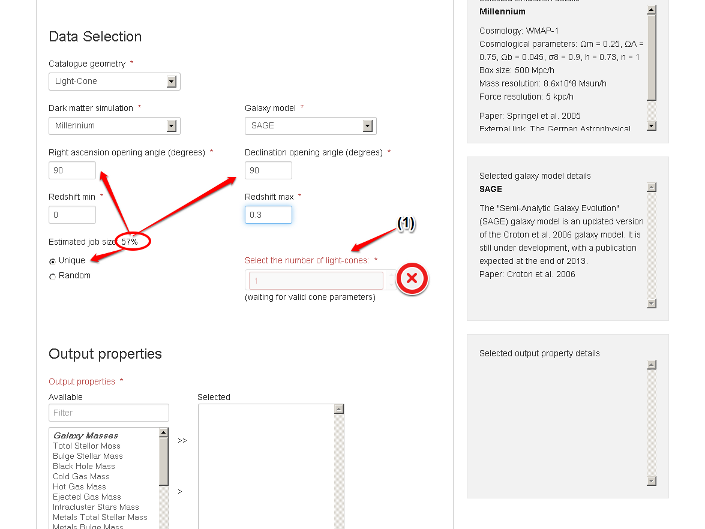 Selected simulation details
Millennium
Cosmology: WMAP-1
Cosmological parameters: Ωm = 0.25, ΩΛ =
0.75, Ωb = 0.045, σ8 = 0.9, h = 0.73, n = 1
Box size: 500 Mpc/h
Mass resolution: 8.6x10^8 Msun/h
Force resolution: 5 kpc/h
Paper: Springel et al. 2005
External link: The German Astrophysical
Data Selection
Catalogue geometry *
Light-Cone
Dark matter simulation *
Galaxy model *
Millennium
SAGE
Right ascension opening angle (degrees) *
Declination opening angle (degrees) *
90
90
Redshift min *
Redshift max *
0
0.3
Estimated job size: 57%
(1)
Unique
Random
Select the number of light-cones: *
1
(waiting for valid cone parameters)
Selected galaxy model details
SAGE
The "Semi-Analytic Galaxy Evolution"
(SAGE) galaxy model is an updated version
of the Croton et al. 2006 galaxy model. It is
still under development, with a publication
expected at the end of 2013.
Paper: Croton et al. 2006
Output properties
Output properties *
Available
Selected
Filter
Galaxy Masses
Total Stellar Mass
Bulge Stellar Mass
Black Hole Mass
Cold Gas Mass
Hot Gas Mass
Ejected Gas Mass
Intracluster Stars Mass
Metals Total Stellar Mass
Metals Bulge Mass
>>
>
Selected output property details